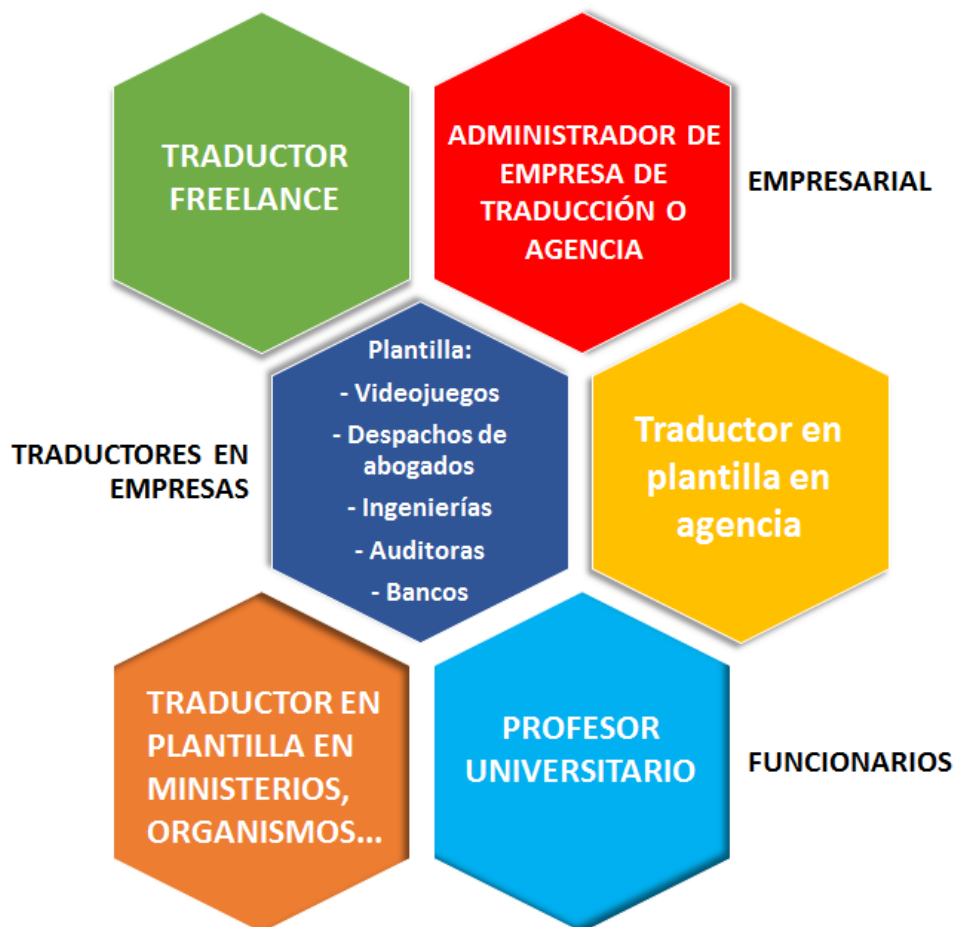 TRADUCTOR
FREELANCE
ADMINISTRADOR DE
EMPRESA DE
TRADUCCIÓN O
AGENCIA
EMPRESARIAL
TRADUCTORES EN
EMPRESAS
Plantilla:
- Videojuegos
- Despachos de
abogados
- Ingenierías
- Auditoras
- Bancos
Traductor en
plantilla en
agencia
TRADUCTOR EN
PLANTILLA EN
MINISTERIOS,
ORGANISMOS...
PROFESOR
UNIVERSITARIO
FUNCIONARIOS